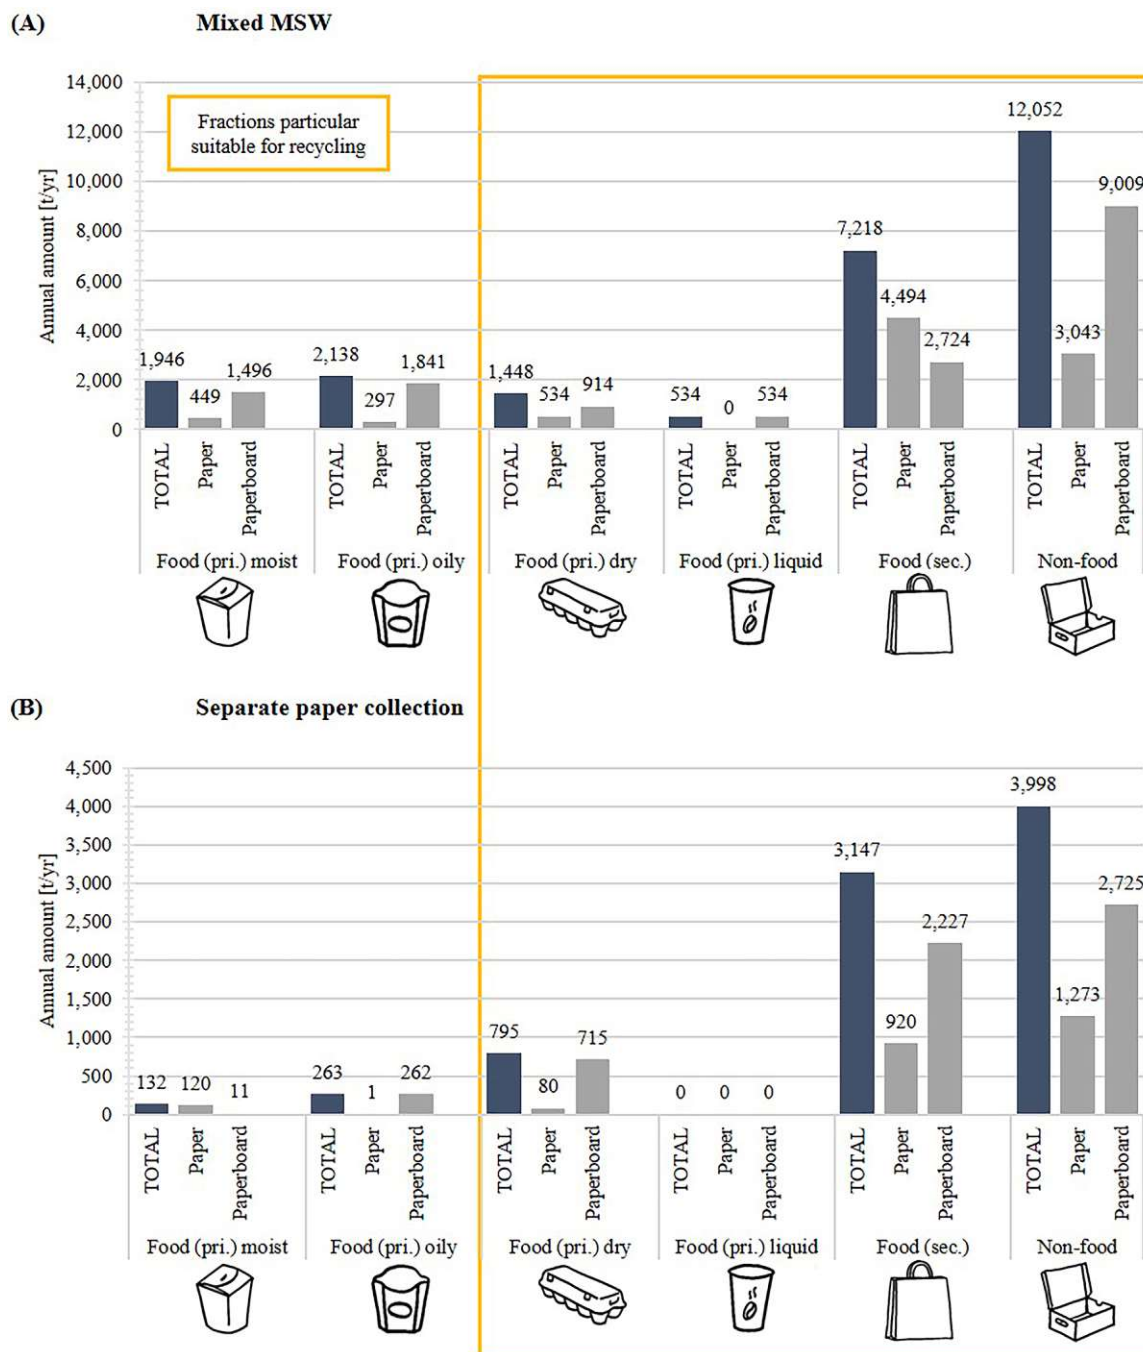 (A) Mixed MSW
14,000
12,000
10,000
8,000
6,000
4,000
2,000
0
Annual amount [t/yr]
Fractions particular
suitable for recycling
1,946 449 1,496 2,138 297 1,841 1,448 534 914 534 0 534 7,218 4,494 2,724 12,052 3,043 9,009
TOTAL Paper Paperboard TOTAL Paper Paperboard TOTAL Paper Paperboard TOTAL Paper Paperboard TOTAL Paper Paperboard TOTAL Paper Paperboard
Food (pri.) moist Food (pri.) oily Food (pri.) dry Food (pri.) liquid Food (sec.) Non-food
(B) Separate paper collection
4,500
4,000
3,500
3,000
2,500
2,000
1,500
1,000
500
0
Annual amount [t/yr]
132 120 11 263 1 262 795 80 715 0 0 0 3,147 920 2,227 3,998 1,273 2,725
TOTAL Paper Paperboard TOTAL Paper Paperboard TOTAL Paper Paperboard TOTAL Paper Paperboard TOTAL Paper Paperboard TOTAL Paper Paperboard
Food (pri.) moist Food (pri.) oily Food (pri.) dry Food (pri.) liquid Food (sec.) Non-food